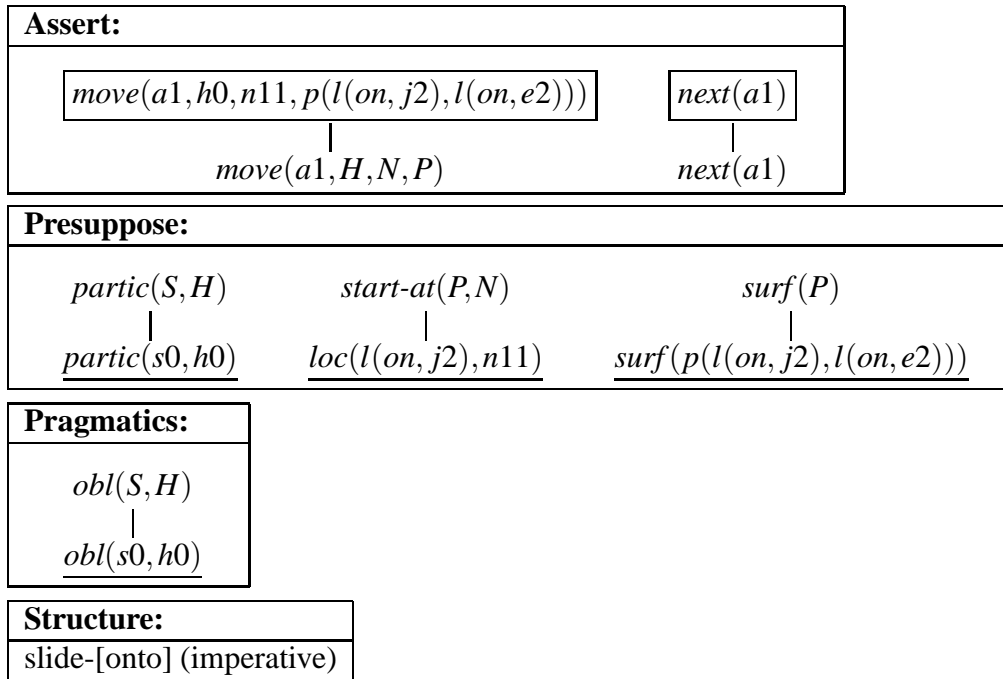 Assert:
move(a1,h0,n11,p(l(on,j2),l(on,e2))) next(a1)
move(a1,H,N,P) next(a1)
Presuppose:
partic(S,H) start-at(P,N) surf(P)
partic(s0,h0) loc(l(on,j2),n11) surf(p(l(on,j2),l(on,e2)))
Pragmatics:
obl(S,H)
obl(s0,h0)
Structure:
slide-[onto] (imperative)